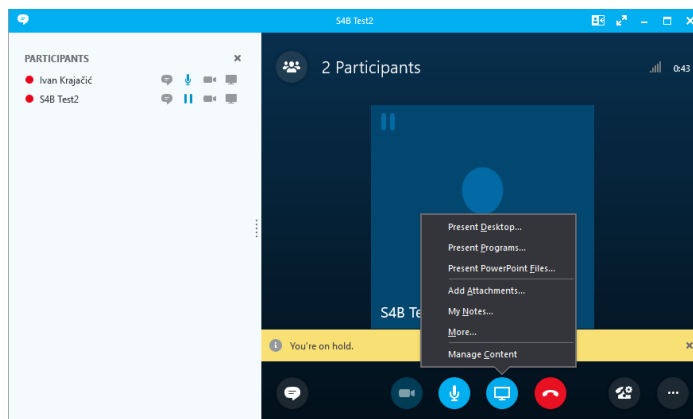 S4B Test2
PARTICIPANTS
Ivan Krajačić
S4B Test2
2 Participants
0:43
Present Desktop...
Present Programs...
Present PowerPoint Files...
Add Attachments...
My Notes...
More...
Manage Content
S4B Te
You're on hold.